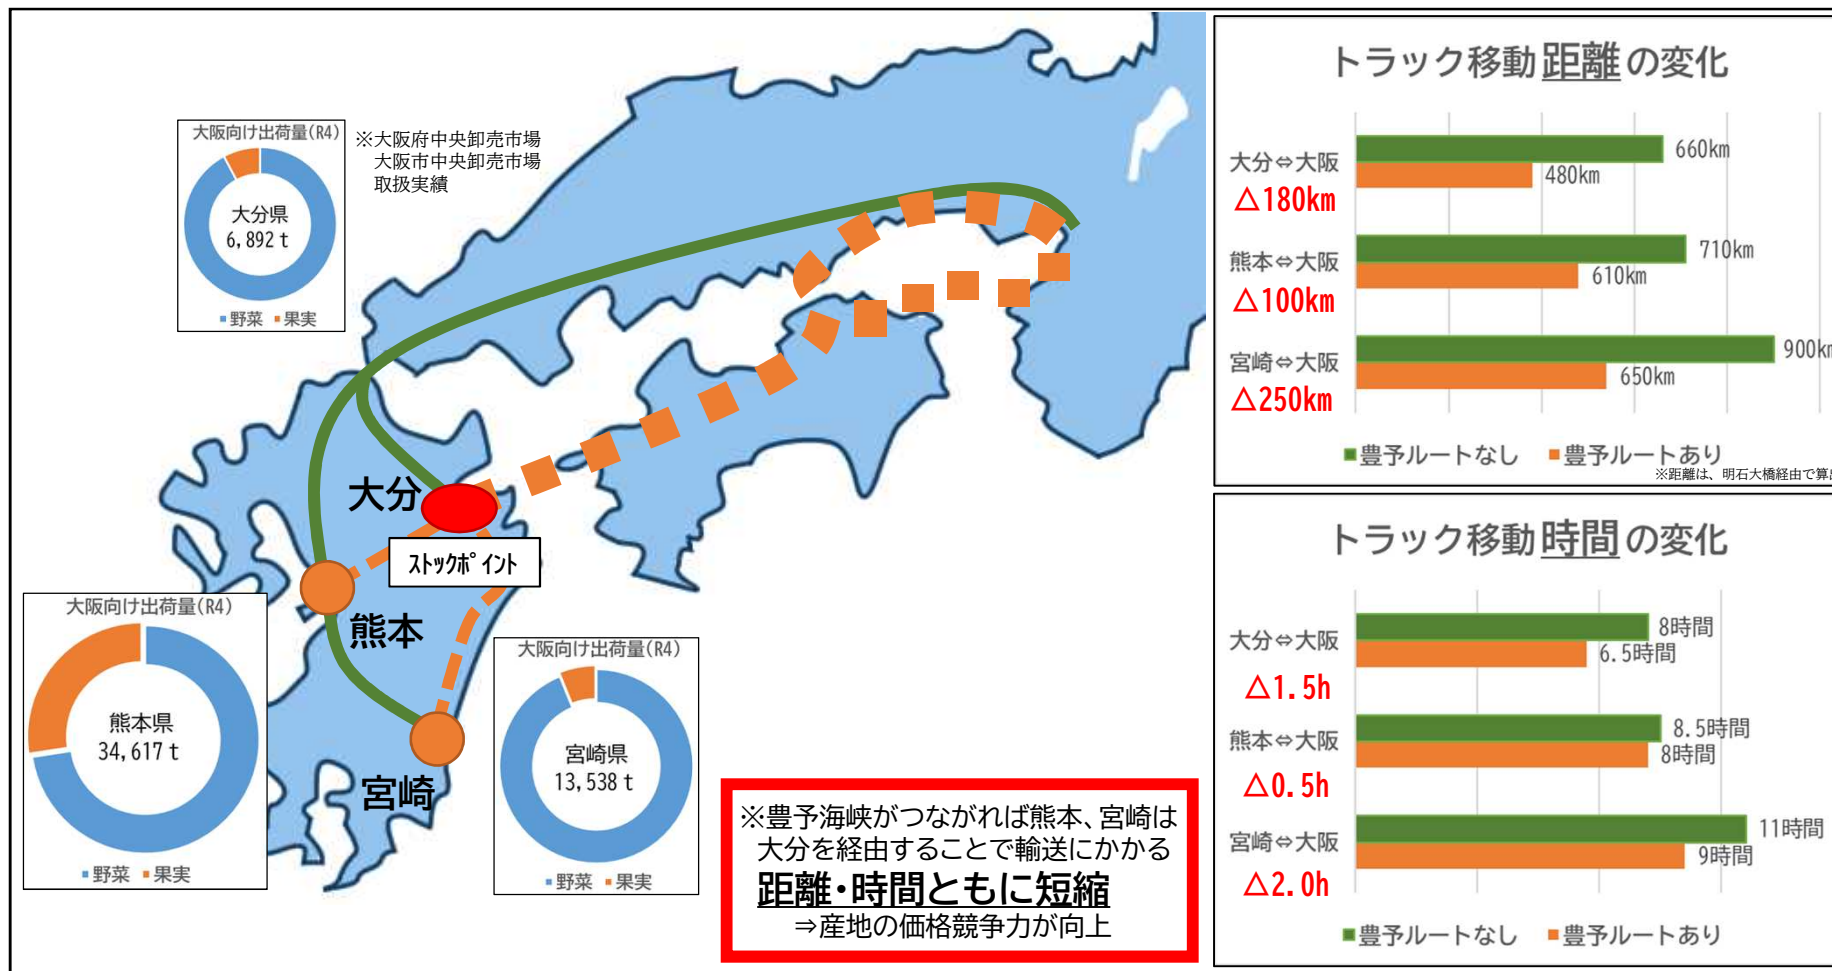 大阪向け出荷量(R4)
大分県
6,892ｔ
■野菜 ■果実
※大阪府中央卸売市場
大阪市中央卸売市場
取扱実績
大分
ｽﾄｯｸﾎﾟｲﾝﾄ
熊本
宮崎
大阪向け出荷量(R4)
熊本県
34,617ｔ
■野菜 ■果実
大阪向け出荷量(R4)
宮崎県
13,538ｔ
■野菜 ■果実
※豊予海峡がつながれば熊本、宮崎は
大分を経由することで輸送にかかる
距離・時間ともに短縮
⇒産地の価格競争力が向上
トラック移動距離の変化
大分⇔大阪
△180km
660km
480km
熊本⇔大阪
△100km
710km
610km
宮崎⇔大阪
△250km
900km
650km
■豊予ルートなし ■豊予ルートあり
※距離は、明石大橋経由で算出
トラック移動時間の変化
大分⇔大阪
△1.5h
8時間
6.5時間
熊本⇔大阪
△0.5h
8.5時間
8時間
宮崎⇔大阪
△2.0h
11時間
9時間
■豊予ルートなし ■豊予ルートあり